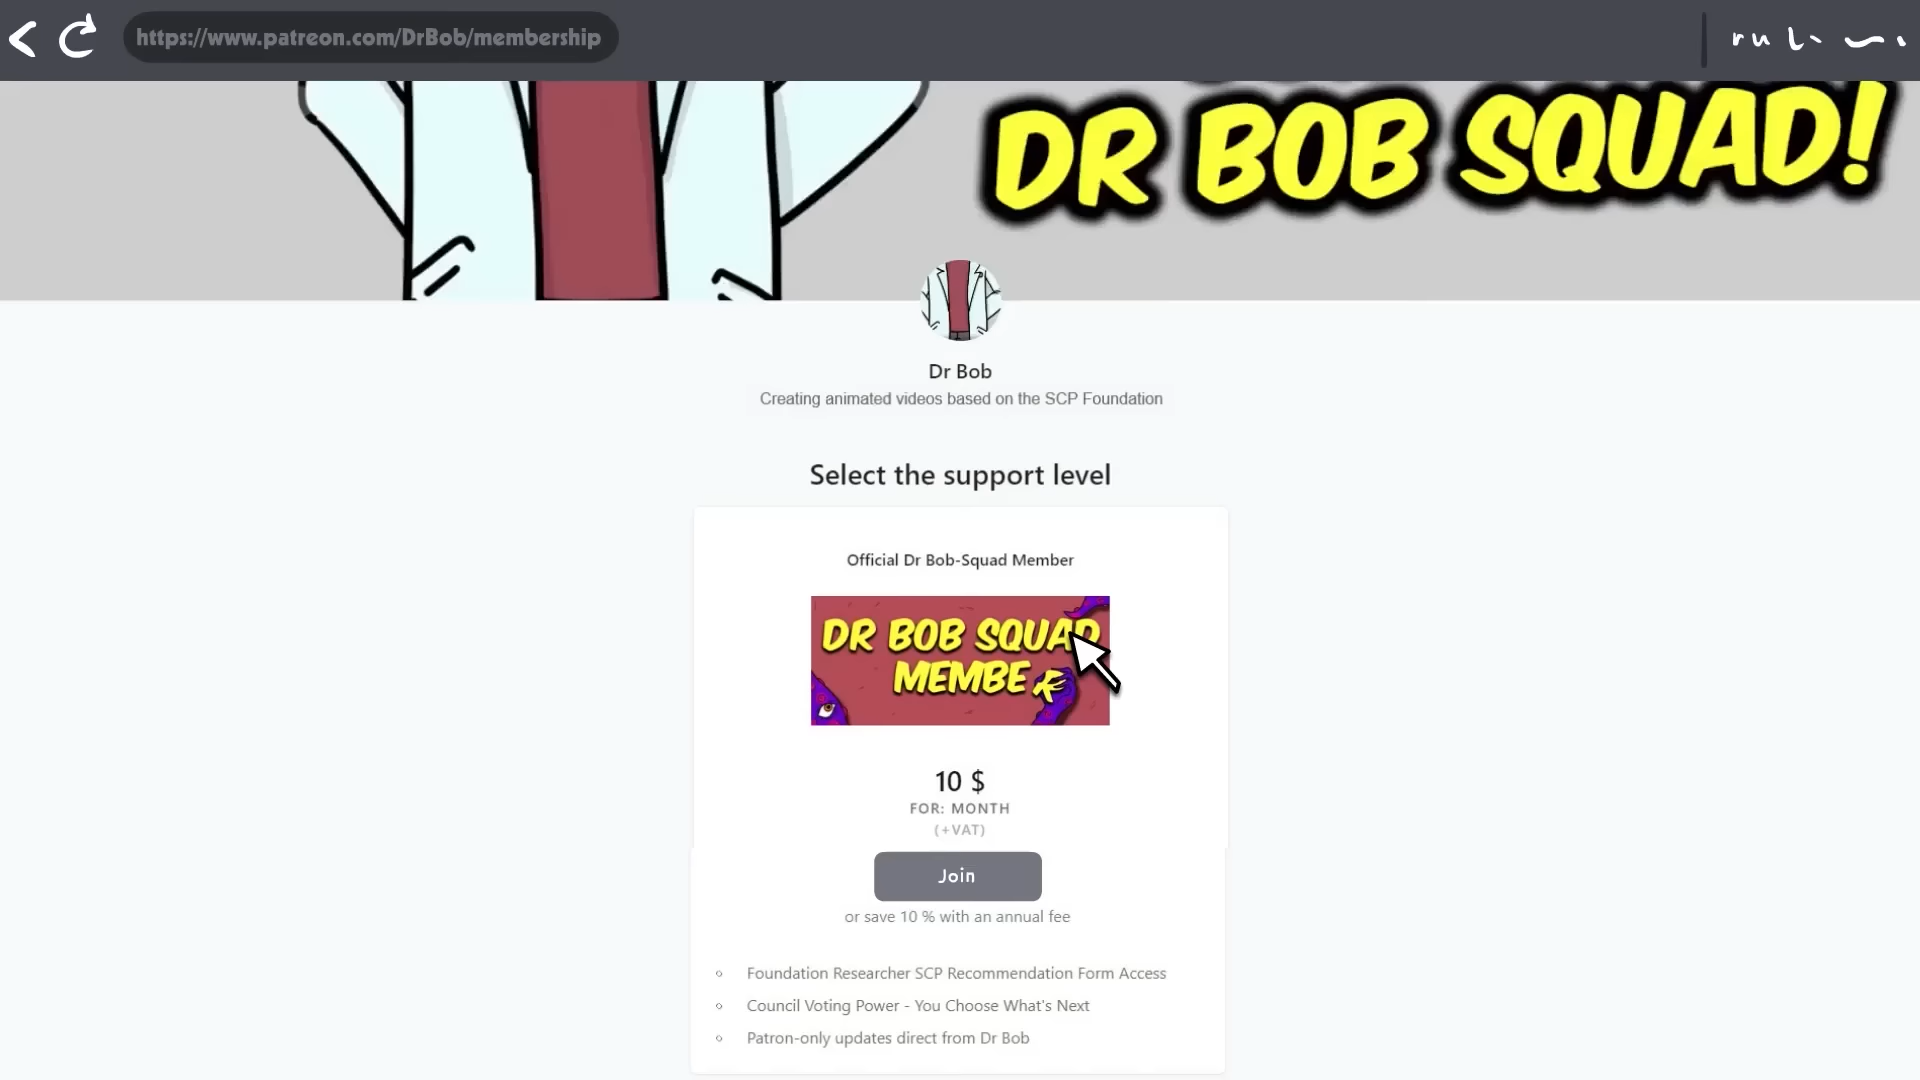 https://www.patreon.com/DrBob/membership
DR BOB SQUAD!
Dr Bob
Creating animated videos based on the SCP Foundation
Select the support level
Official Dr Bob-Squad Member
DR BOB SQUAD
MEMBER
10 $
FOR: MONTH
(+VAT)
Join
or save 10 % with an annual fee
Foundation Researcher SCP Recommendation Form Access
Council Voting Power - You Choose What's Next
Patron-only updates direct from Dr Bob